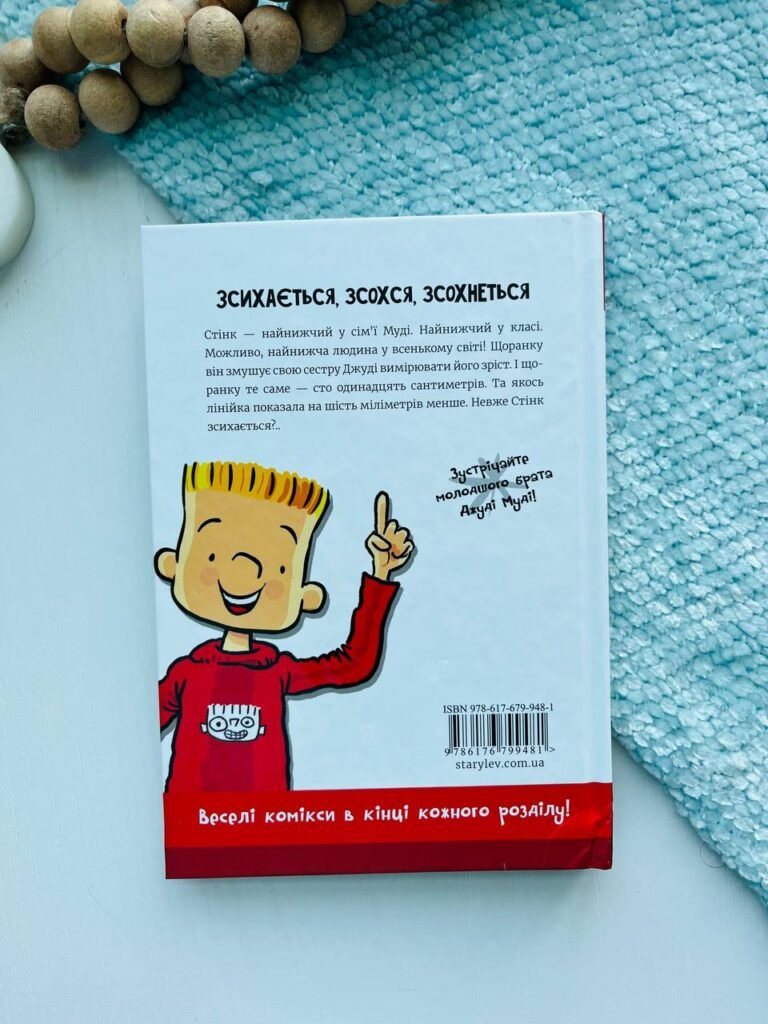 ЗСИХАЄТЬСЯ, ЗСОХСЯ, ЗСОХНЕТЬСЯ
Стінк — найнижчий у сім'ї Муді. Найнижчий у класі.
Можливо, найнижча людина у всенькому світі! Щоранку
він змушує свою сестру Джуді вимірювати його зріст. І що-
ранку те саме — сто одинадцять сантиметрів. Та якось
лінійка показала на шість міліметрів менше. Невже Стінк
зсихається?..
Зустрічайте
молодшого брата
Джуді Муді!
ISBN 978-617-679-948-1
9 786176 799481 >
starylev.com.ua
Веселі комікси в кінці кожного розділу!